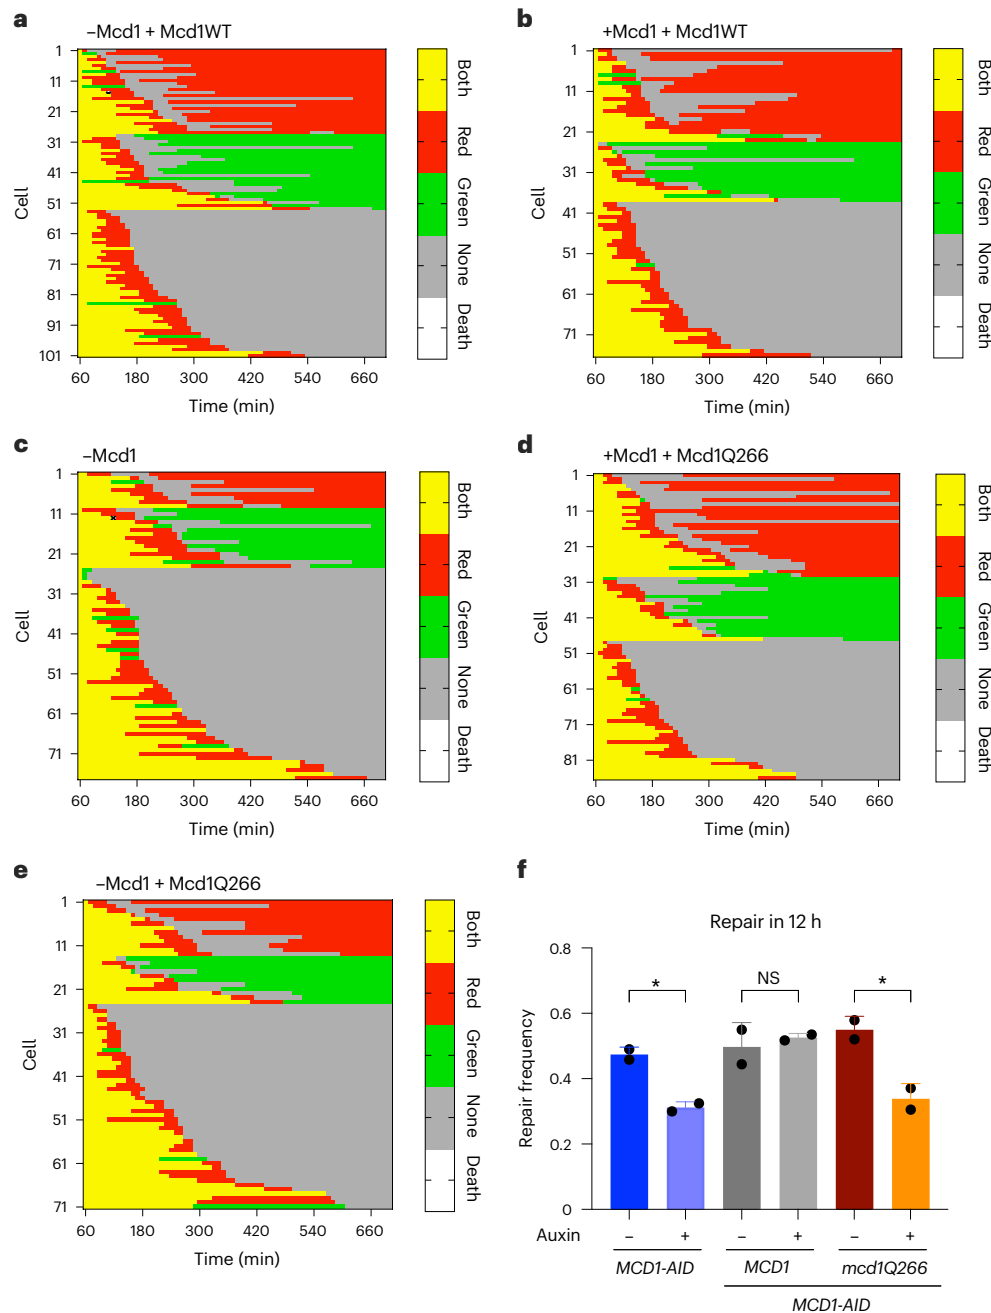 a
–Mcd1 + Mcd1WT
1
11
21
31
41
51
61
71
81
91
101
Cell
60 180 300 420 540 660
Time (min)
Both
Red
Green
None
Death
b
+Mcd1 + Mcd1WT
1
11
21
31
41
51
61
71
Cell
60 180 300 420 540 660
Time (min)
Both
Red
Green
None
Death
c
–Mcd1
1
11
21
31
41
51
61
71
Cell
60 180 300 420 540 660
Time (min)
Both
Red
Green
None
Death
d
+Mcd1 + Mcd1Q266
1
11
21
31
41
51
61
71
81
Cell
60 180 300 420 540 660
Time (min)
Both
Red
Green
None
Death
e
–Mcd1 + Mcd1Q266
1
11
21
31
41
51
61
71
Cell
60 180 300 420 540 660
Time (min)
Both
Red
Green
None
Death
f
Repair in 12 h
0.8
0.6
0.4
0.2
0
Repair frequency
* NS *
Auxin – + – + – +
MCD1-AID MCD1 mcd1Q266
MCD1-AID